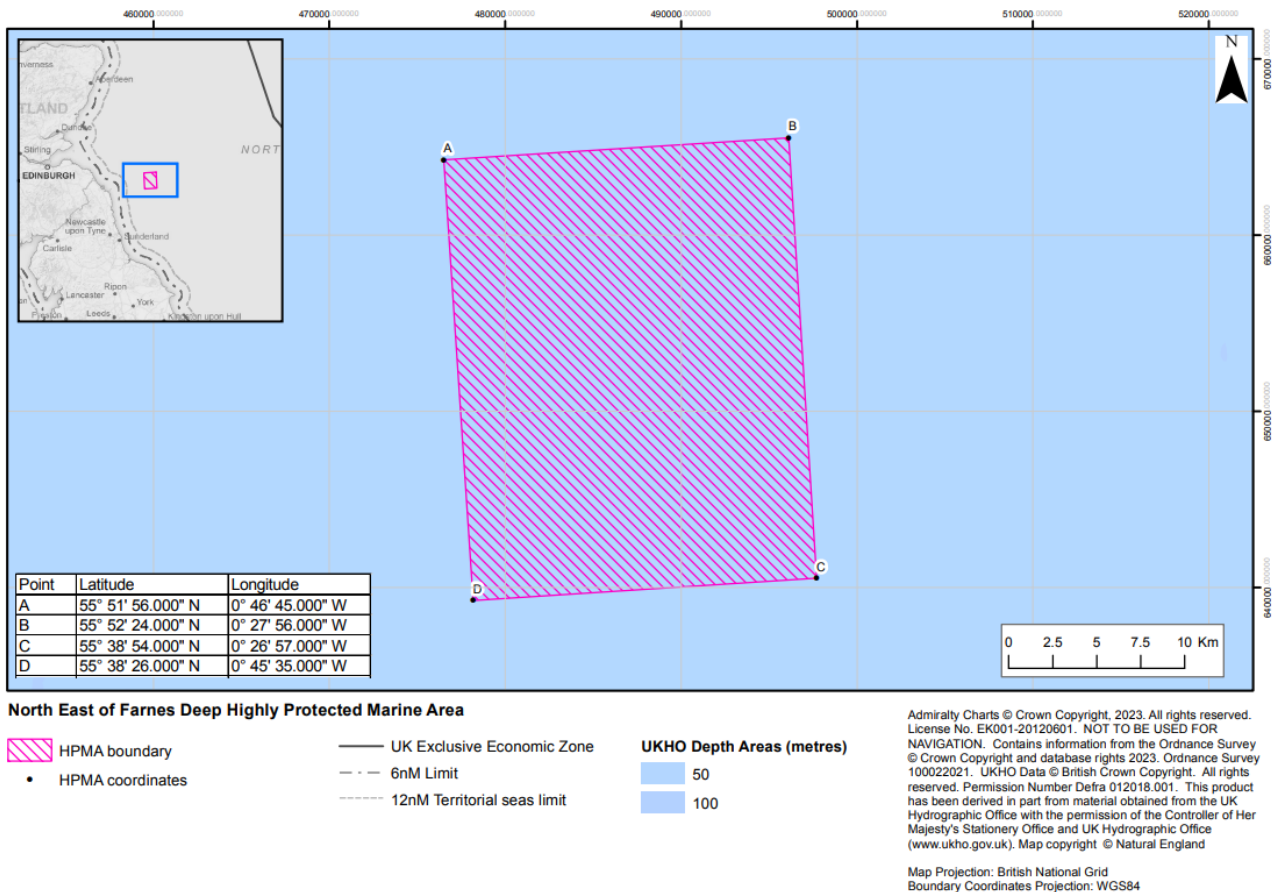 460000.000000 470000.000000 480000.000000 490000.000000 500000.000000 510000.000000 520000.000000
N
670000.000000
660000.000000
650000.000000
640000.000000
Aberdeen
TLAND
Dundee
Stirling
EDINBURGH
NORT
Newcastle
upon Tyne
Sunderland
Carlisle
Ripon
Lancaster
York
Leeds
Kingston upon Hull
A
B
C
D
Point Latitude Longitude
A 55° 51' 56.000" N 0° 46' 45.000" W
B 55° 52' 24.000" N 0° 27' 56.000" W
C 55° 38' 54.000" N 0° 26' 57.000" W
D 55° 38' 26.000" N 0° 45' 35.000" W
0 2.5 5 7.5 10 Km
North East of Farnes Deep Highly Protected Marine Area
HPMA boundary
HPMA coordinates
UK Exclusive Economic Zone
6nM Limit
12nM Territorial seas limit
UKHO Depth Areas (metres)
50
100
Admiralty Charts © Crown Copyright, 2023. All rights reserved.
License No. EK001-20120601. NOT TO BE USED FOR
NAVIGATION. Contains information from the Ordnance Survey
© Crown Copyright and database rights 2023. Ordnance Survey
100022021. UKHO Data © British Crown Copyright. All rights
reserved. Permission Number Defra 012018.001. This product
has been derived in part from material obtained from the UK
Hydrographic Office with the permission of the Controller of Her
Majesty's Stationery Office and UK Hydrographic Office
(www.ukho.gov.uk). Map copyright © Natural England
Map Projection: British National Grid
Boundary Coordinates Projection: WGS84